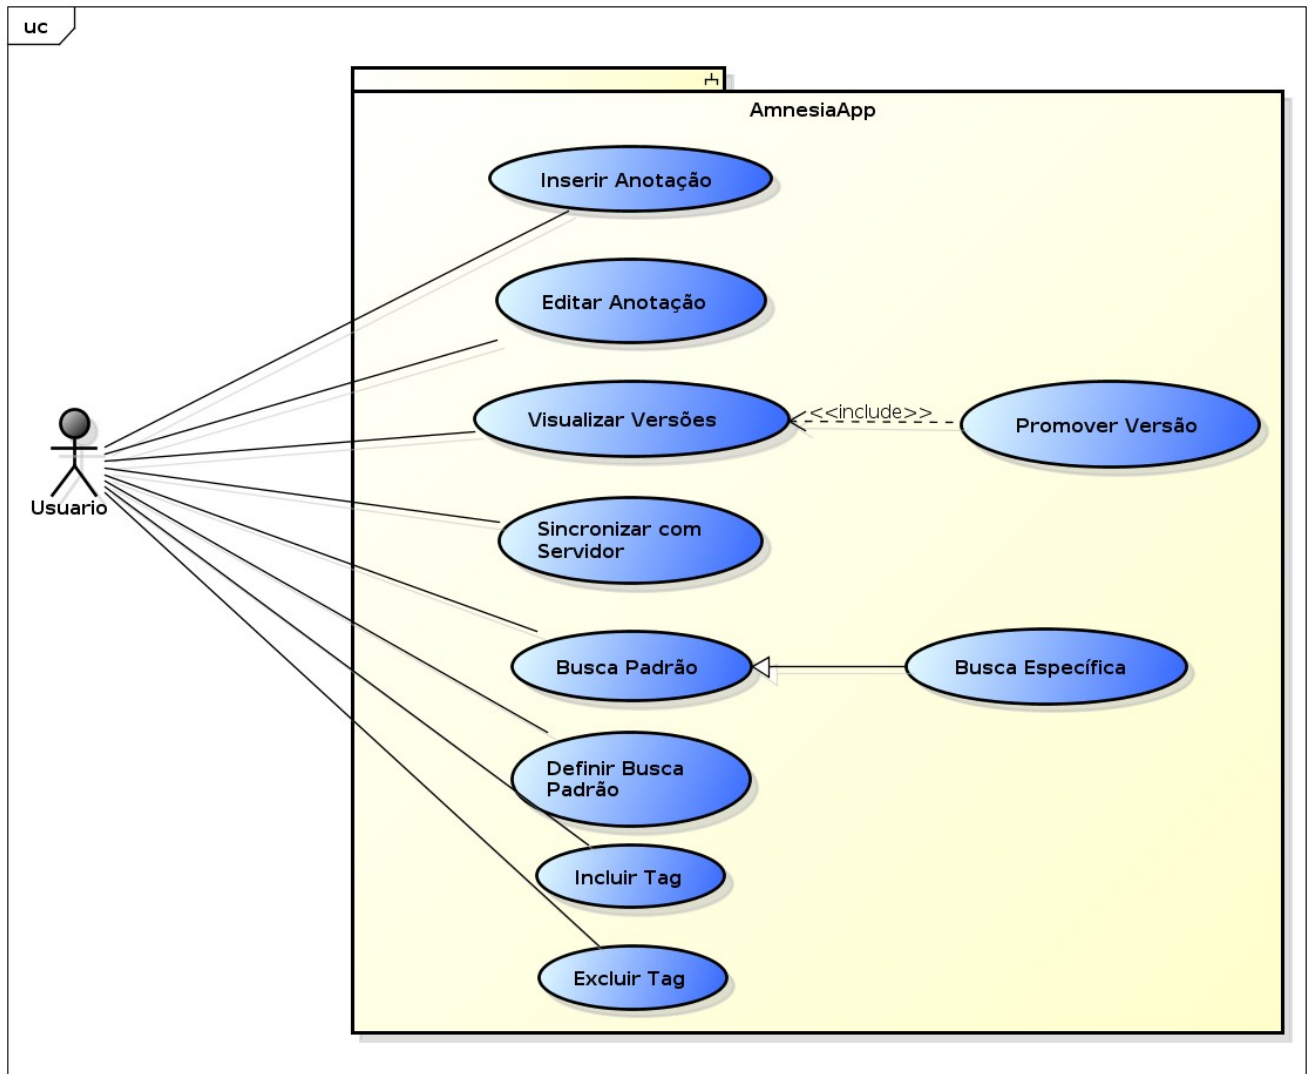 uc
AmnesiaApp
Inserir Anotação
Editar Anotação
Visualizar Versões
<<include>>
Promover Versão
Usuario
Sincronizar com
Servidor
Busca Padrão
Busca Específica
Definir Busca
Padrão
Incluir Tag
Excluir Tag